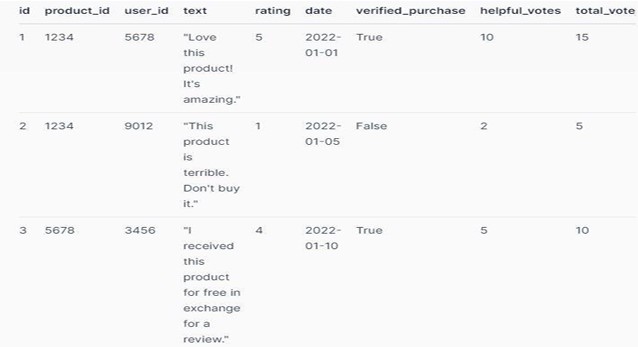 id product_id user_id text rating date verified_purchase helpful_votes total_vote
1 1234 5678 "Love 5 2022- True 10 15
this 01-01
product!
It's
amazing."
2 1234 9012 "This 1 2022- False 2 5
product 01-05
is
terrible.
Don't buy
it."
3 5678 3456 "I 4 2022- True 5 10
received 01-10
this
product
for free in
exchange
for a
review."